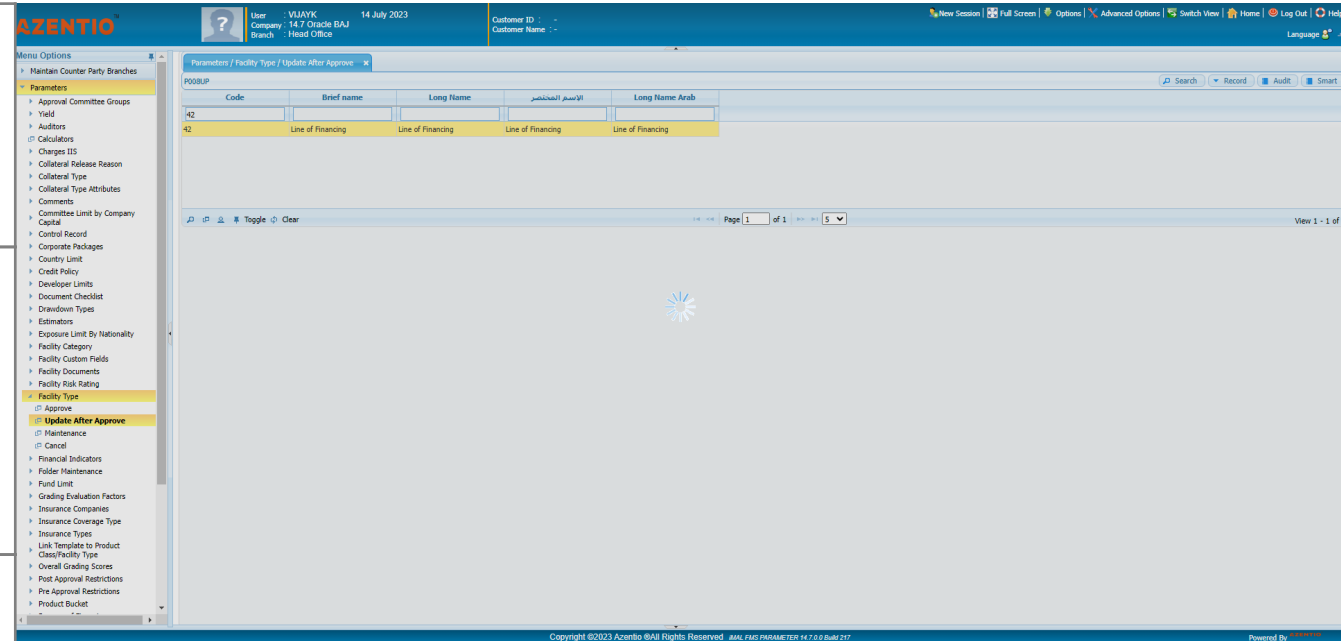 AZENTIO
User : VIJAYK 14 July 2023
Company : 14.7 Oracle BAJ
Branch : Head Office
Customer ID : -
Customer Name : -
New Session | Full Screen | Options | Advanced Options | Switch View | Home | Log Out | Help
Language
Menu Options
Maintain Counter Party Branches
Parameters
Approval Committee Groups
Yield
Auditors
Calculators
Charges IIS
Collateral Release Reason
Collateral Type
Collateral Type Attributes
Comments
Committee Limit by Company
Capital
Control Record
Corporate Packages
Country Limit
Credit Policy
Developer Limits
Document Checklist
Drawdown Types
Estimators
Exposure Limit By Nationality
Facility Category
Facility Custom Fields
Facility Documents
Facility Risk Rating
Facility Type
Approve
Update After Approve
Maintenance
Cancel
Financial Indicators
Folder Maintenance
Fund Limit
Grading Evaluation Factors
Insurance Companies
Insurance Coverage Type
Insurance Types
Link Template to Product
Class/Facility Type
Overall Grading Scores
Post Approval Restrictions
Pre Approval Restrictions
Product Bucket
Parameters / Facility Type / Update After Approve x
P008UP
Search Record Audit Smart
Code Brief name Long Name الإسم المختصر Long Name Arab
42
42 Line of Financing Line of Financing Line of Financing Line of Financing
Toggle Clear
Page 1 of 1 5
View 1 - 1 of
Copyright ©2023 Azentio ®All Rights Reserved IMAL FMS PARAMETER 14.7.0.0 Build 217
Powered By AZENTIO